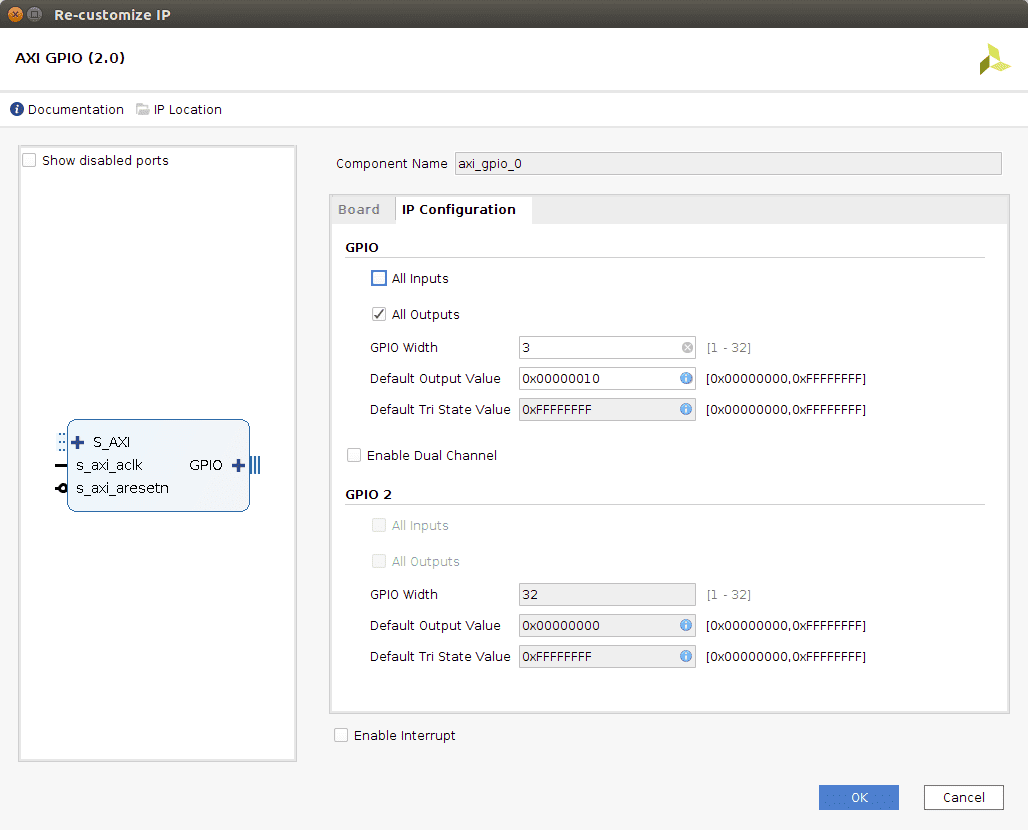 Re-customize IP
AXI GPIO (2.0)
Documentation IP Location
Show disabled ports
S_AXI
s_axi_aclk GPIO
s_axi_aresetn
Component Name axi_gpio_0
Board IP Configuration
GPIO
All Inputs
All Outputs
GPIO Width 3 [1 - 32]
Default Output Value 0x00000010 [0x00000000,0xFFFFFFFF]
Default Tri State Value 0xFFFFFFFF [0x00000000,0xFFFFFFFF]
Enable Dual Channel
GPIO 2
All Inputs
All Outputs
GPIO Width 32 [1 - 32]
Default Output Value 0x00000000 [0x00000000,0xFFFFFFFF]
Default Tri State Value 0xFFFFFFFF [0x00000000,0xFFFFFFFF]
Enable Interrupt
OK Cancel